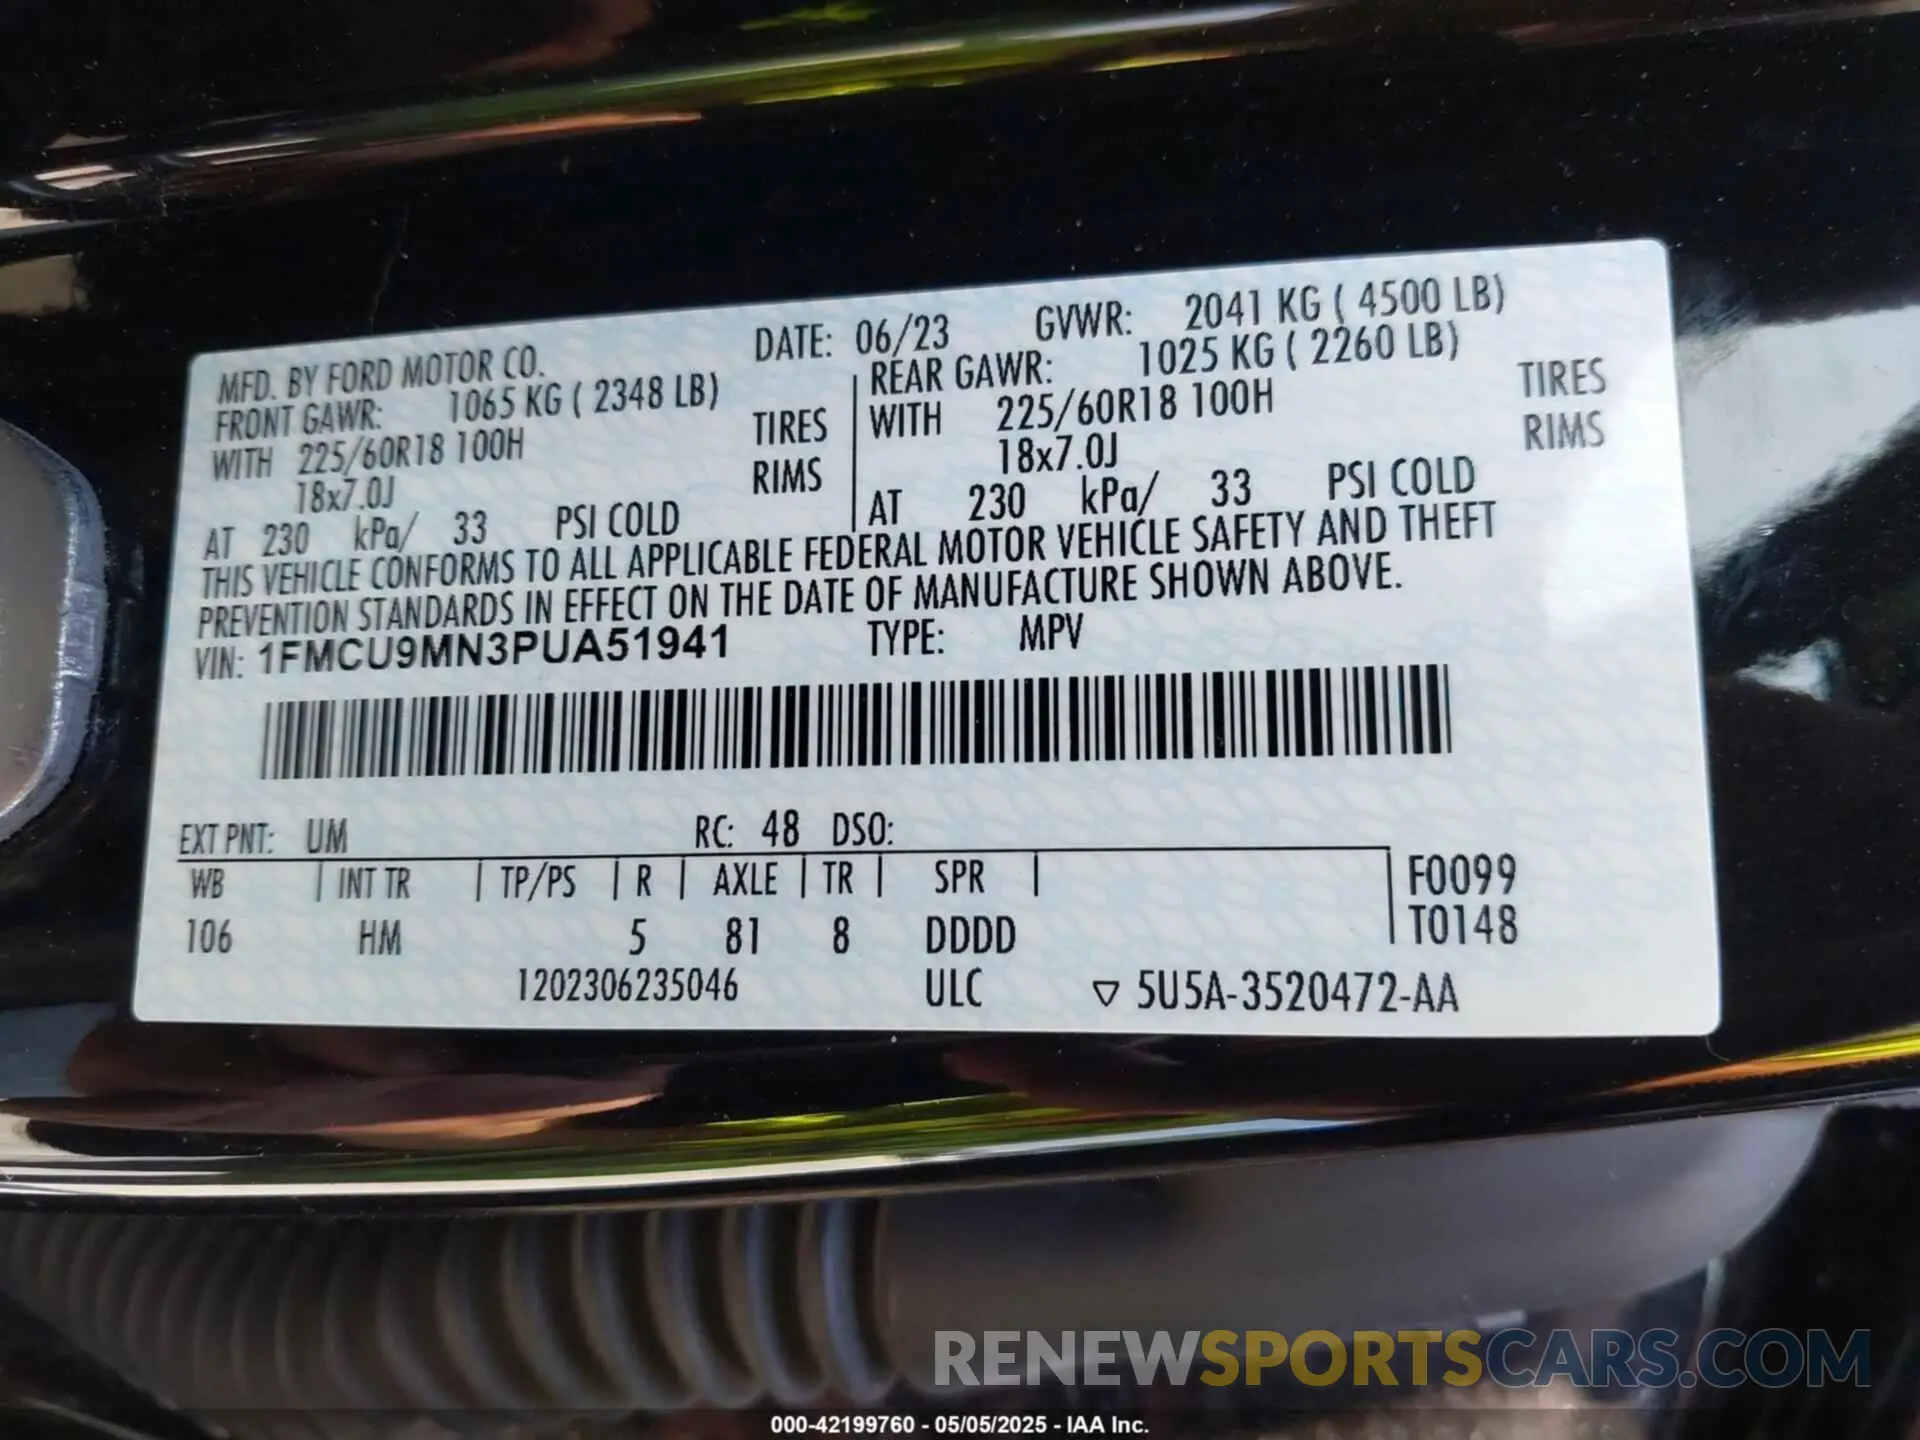 MFD. BY FORD MOTOR CO. DATE: 06/23 GVWR: 2041 KG ( 4500 LB)
FRONT GAWR: 1065 KG ( 2348 LB) REAR GAWR: 1025 KG ( 2260 LB)
WITH 225/60R18 100H TIRES WITH 225/60R18 100H TIRES
18x7.0J RIMS 18x7.0J RIMS
AT 230 kPa/ 33 PSI COLD AT 230 kPa/ 33 PSI COLD
THIS VEHICLE CONFORMS TO ALL APPLICABLE FEDERAL MOTOR VEHICLE SAFETY AND THEFT
PREVENTION STANDARDS IN EFFECT ON THE DATE OF MANUFACTURE SHOWN ABOVE.
VIN: 1FMCU9MN3PUA51941 TYPE: MPV
EXT PNT: UM RC: 48 DSO:
WB | INT TR | TP/PS | R | AXLE | TR | SPR | F0099
106 HM 5 81 8 DDDD T0148
1202306235046 ULC ▽ 5U5A-3520472-AA
RENEWSPORTSCARS.COM
000-42199760 - 05/05/2025 - IAA Inc.